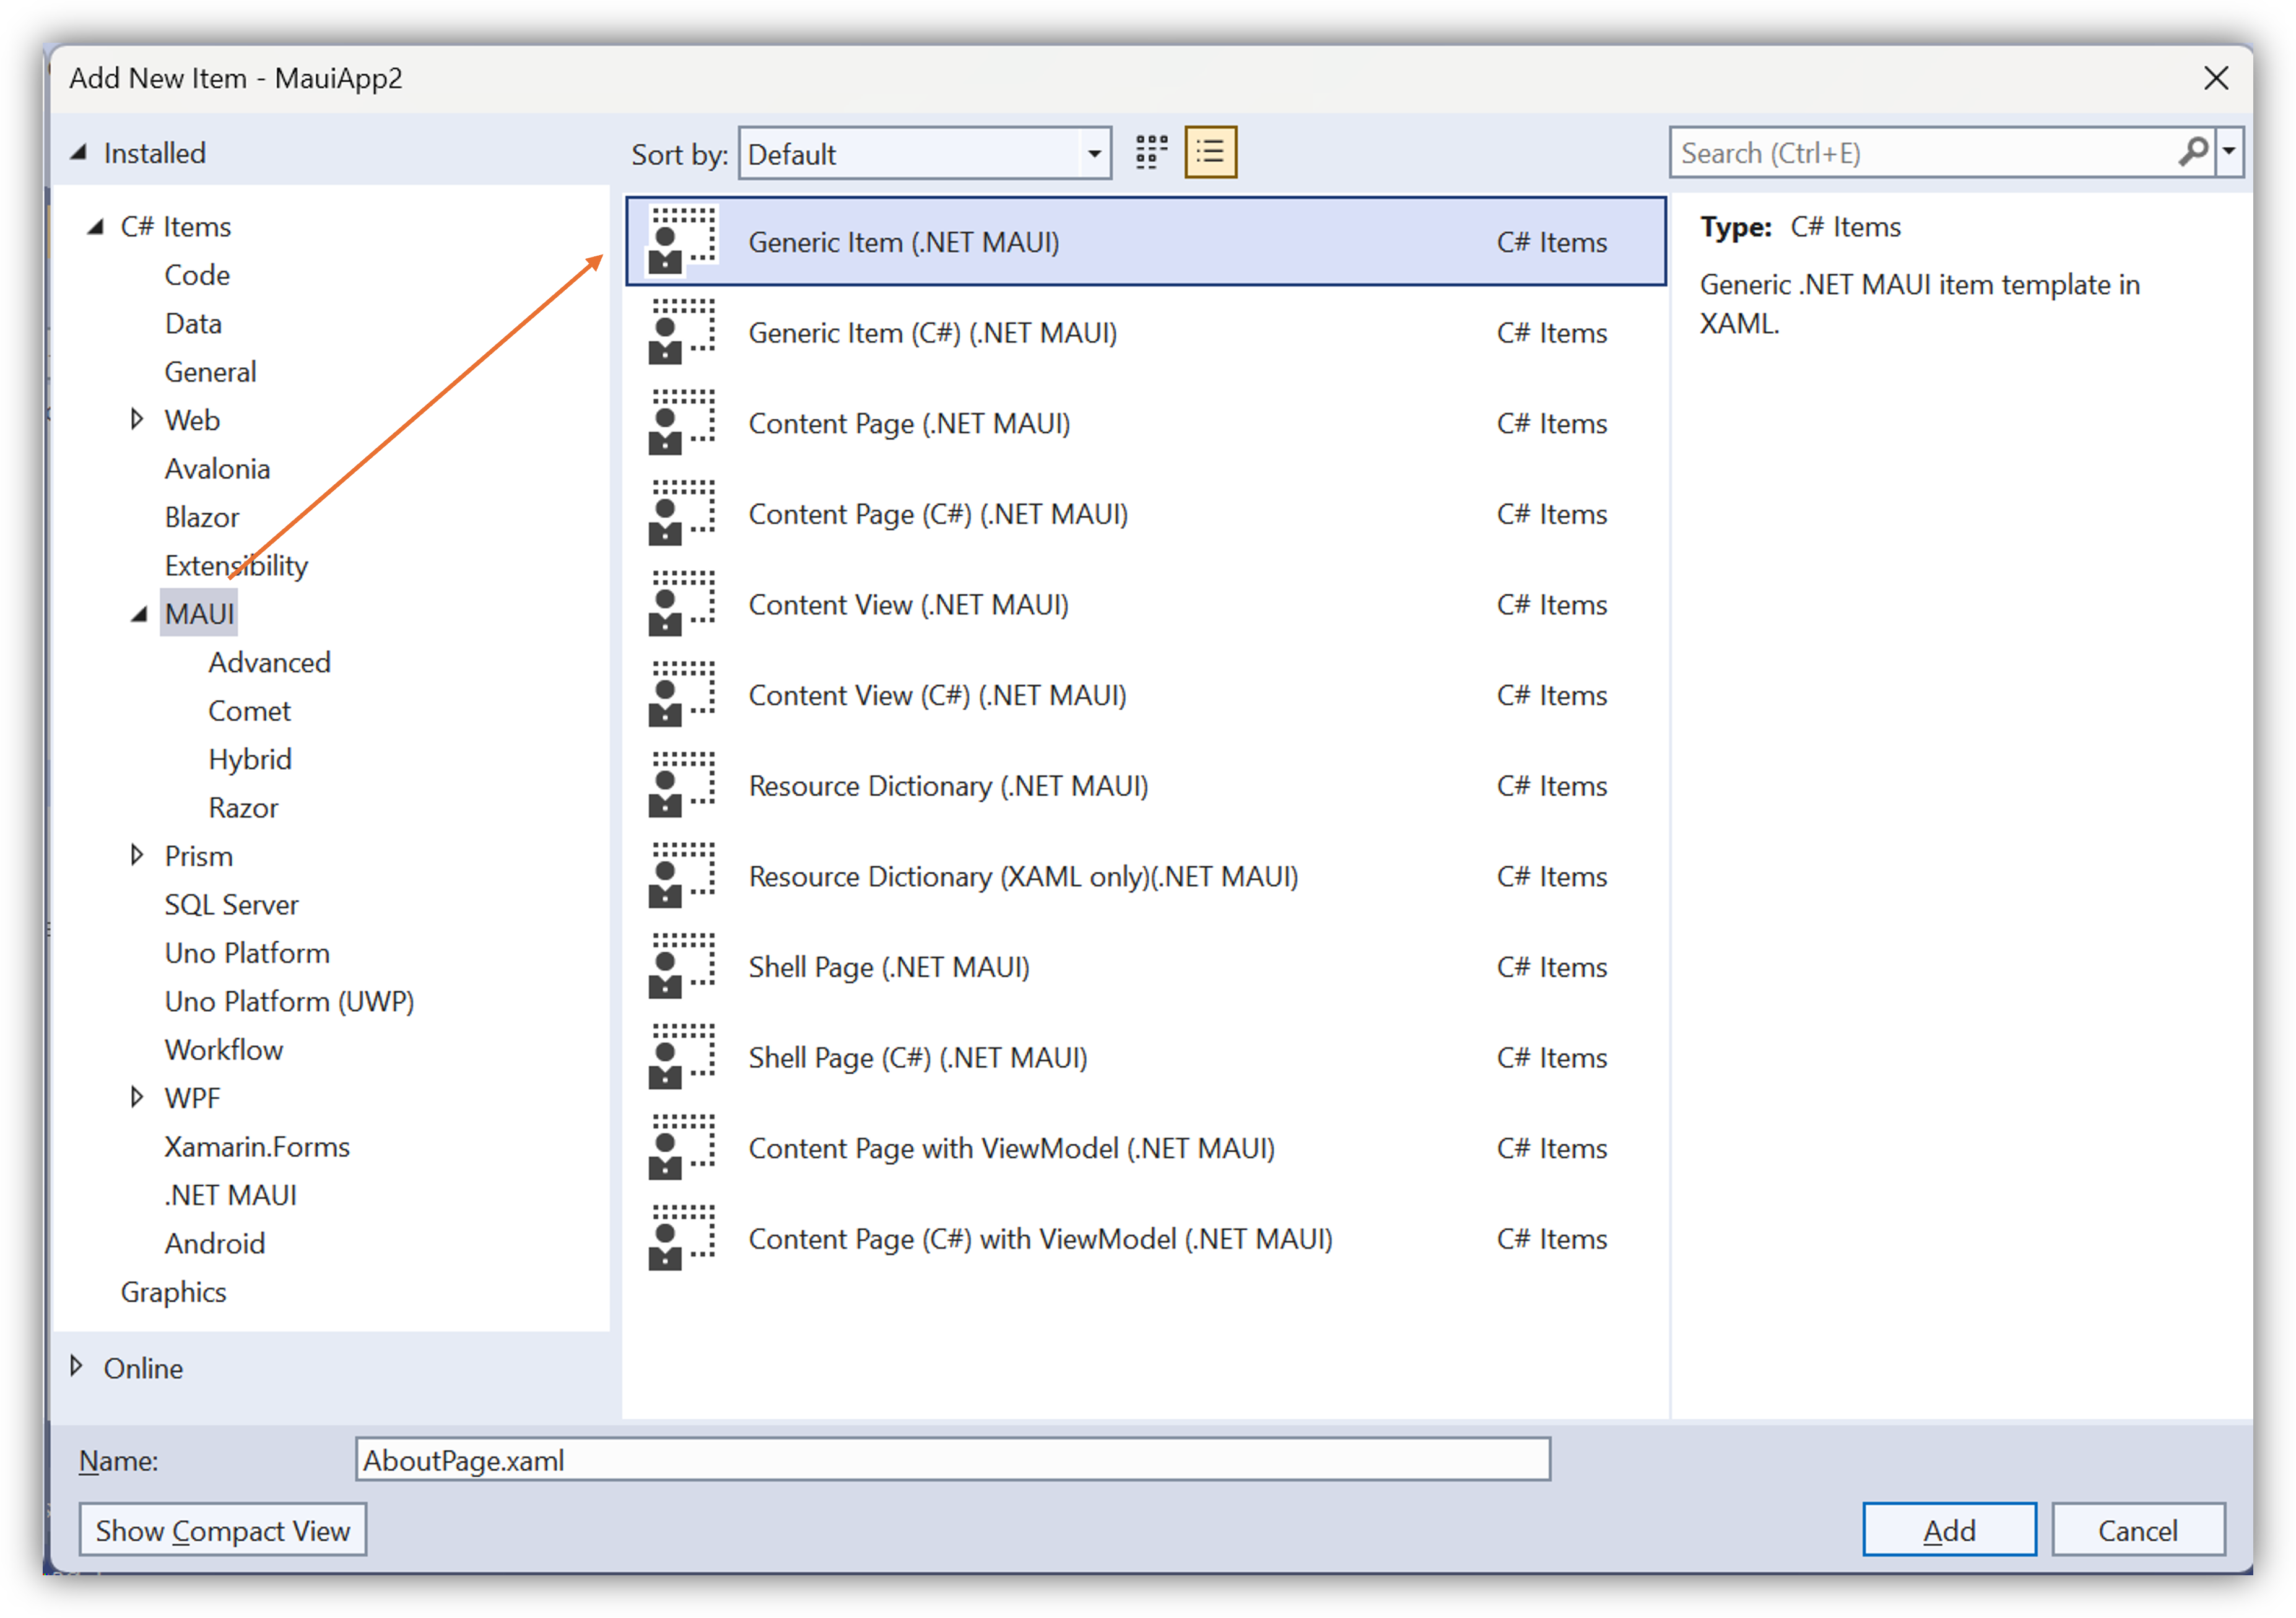 Add New Item - MauiApp2
Installed
Sort by: Default
Search (Ctrl+E)
C# Items
Code
Data
General
Web
Avalonia
Blazor
Extensibility
MAUI
Advanced
Comet
Hybrid
Razor
Prism
SQL Server
Uno Platform
Uno Platform (UWP)
Workflow
WPF
Xamarin.Forms
.NET MAUI
Android
Graphics
Online
Generic Item (.NET MAUI) C# Items
Generic Item (C#) (.NET MAUI) C# Items
Content Page (.NET MAUI) C# Items
Content Page (C#) (.NET MAUI) C# Items
Content View (.NET MAUI) C# Items
Content View (C#) (.NET MAUI) C# Items
Resource Dictionary (.NET MAUI) C# Items
Resource Dictionary (XAML only)(.NET MAUI) C# Items
Shell Page (.NET MAUI) C# Items
Shell Page (C#) (.NET MAUI) C# Items
Content Page with ViewModel (.NET MAUI) C# Items
Content Page (C#) with ViewModel (.NET MAUI) C# Items
Type: C# Items
Generic .NET MAUI item template in
XAML.
Name: AboutPage.xaml
Show Compact View
Add
Cancel